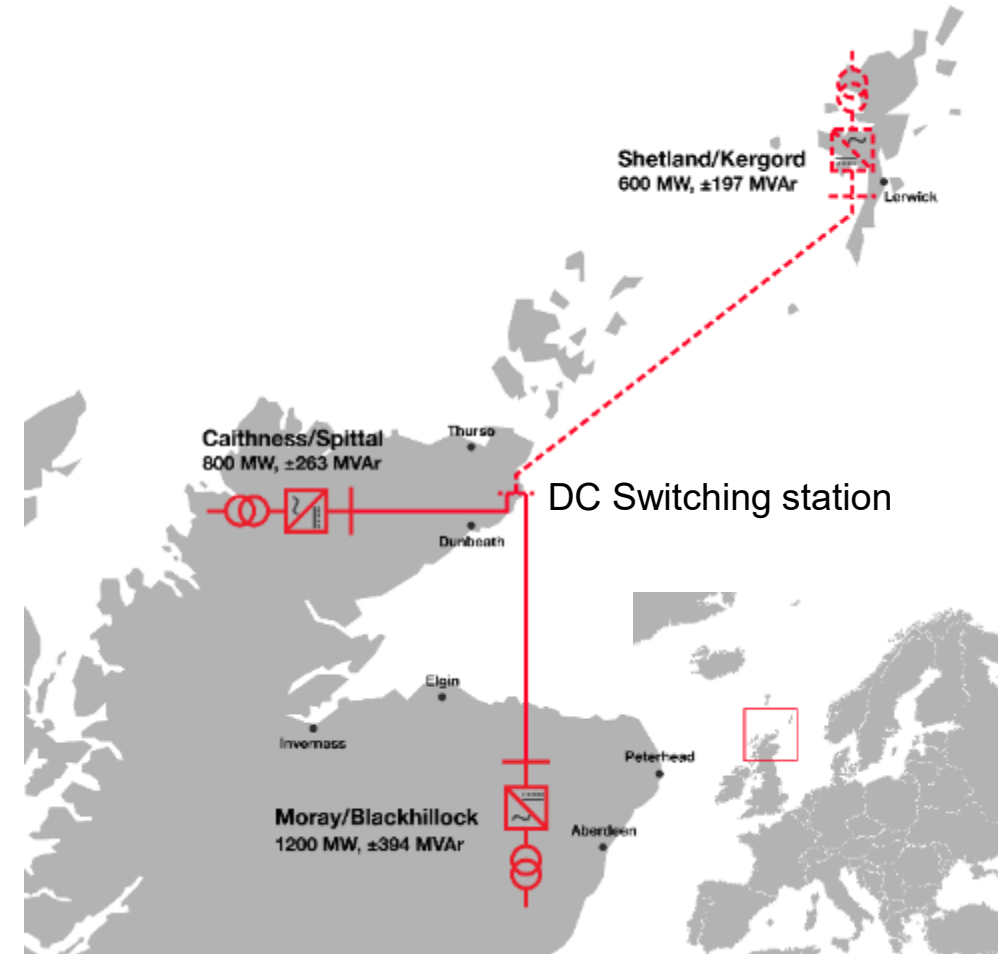 Shetland/Kergord
600 MW, ±197 MVAr
Lerwick
Caithness/Spittal
800 MW, ±263 MVAr
Thurso
DC Switching station
Dunbeath
Elgin
Inverness
Peterhead
Moray/Blackhillock
1200 MW, ±394 MVAr
Aberdeen